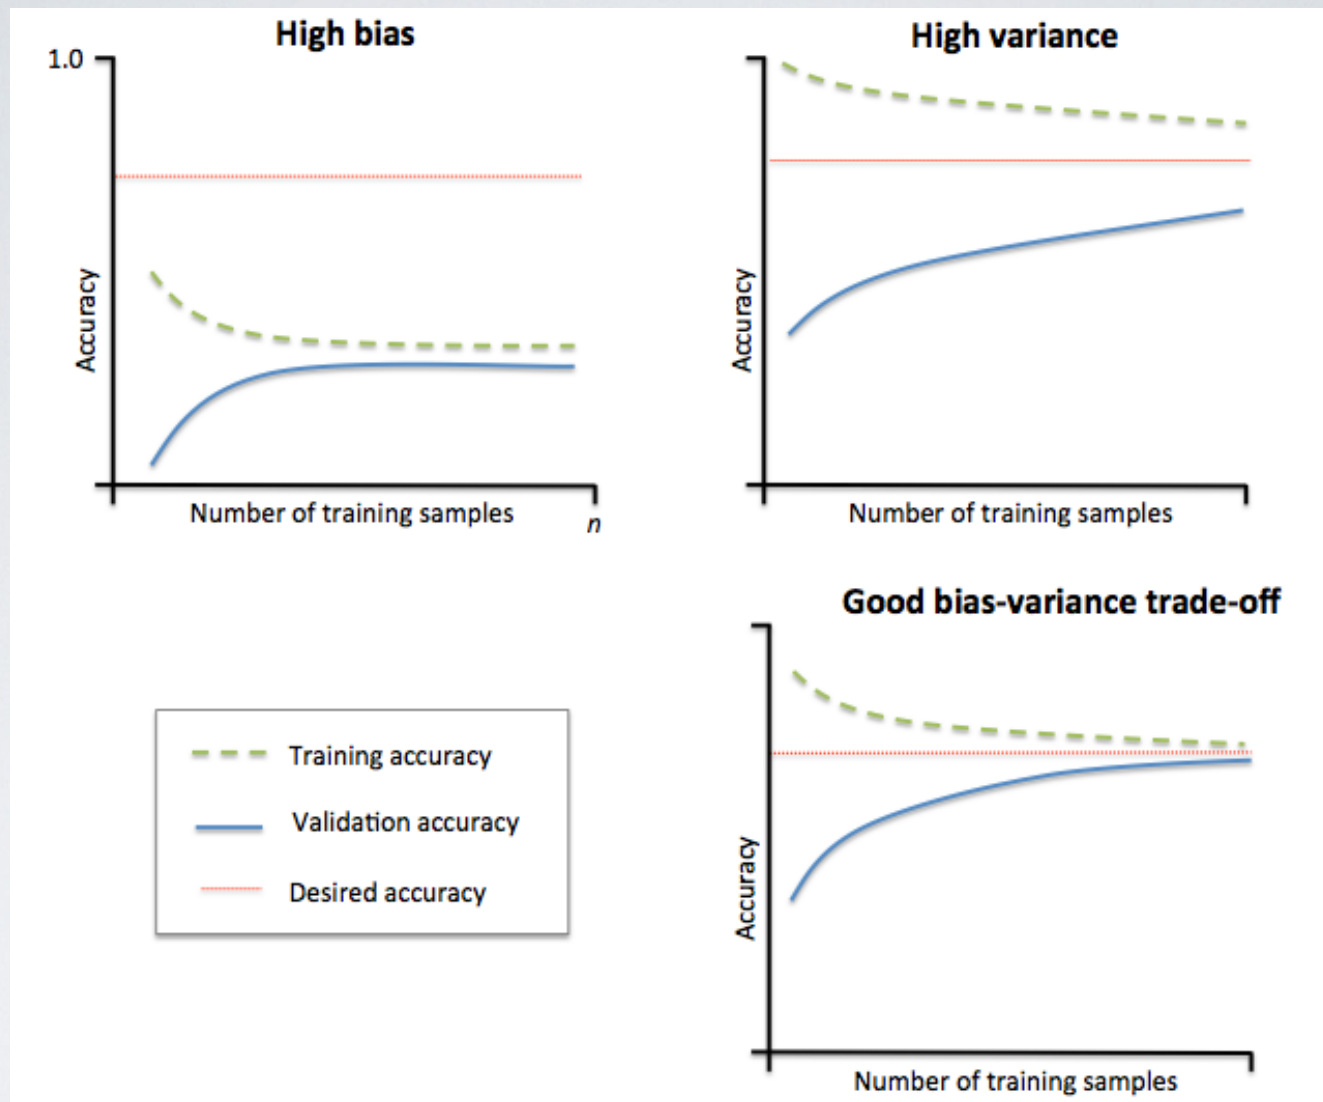 High bias
1.0
Accuracy
Number of training samples
n
High variance
Accuracy
Number of training samples
Good bias-variance trade-off
Accuracy
Number of training samples
Training accuracy
Validation accuracy
Desired accuracy